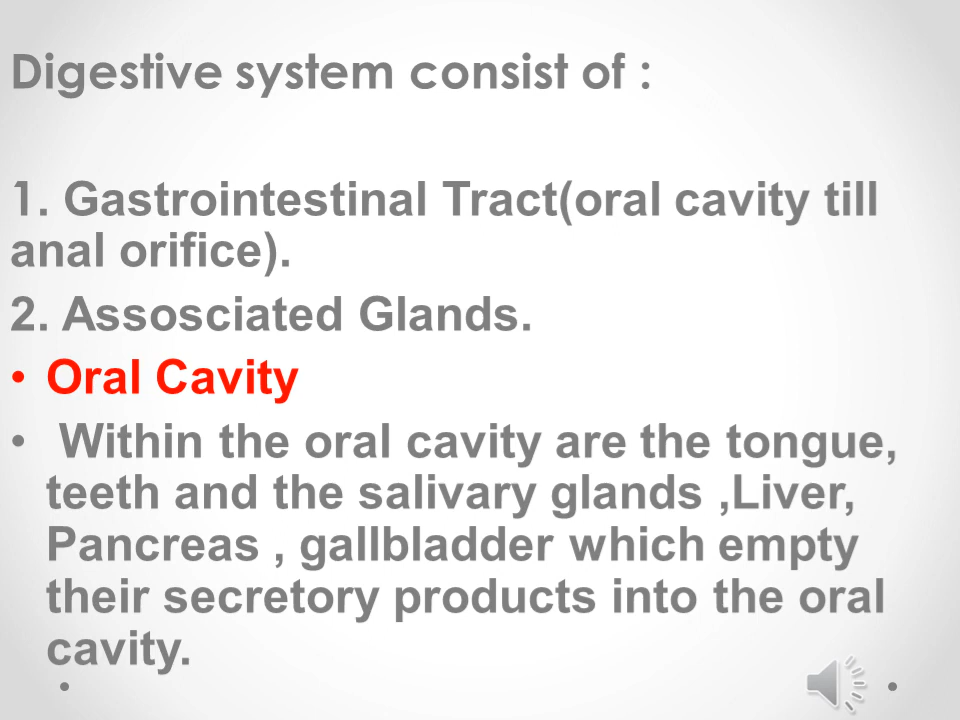 Digestive system consist of :
1. Gastrointestinal Tract(oral cavity till
anal orifice).
2. Assosciated Glands.
• Oral Cavity
• Within the oral cavity are the tongue,
teeth and the salivary glands ,Liver,
Pancreas , gallbladder which empty
their secretory products into the oral
cavity.